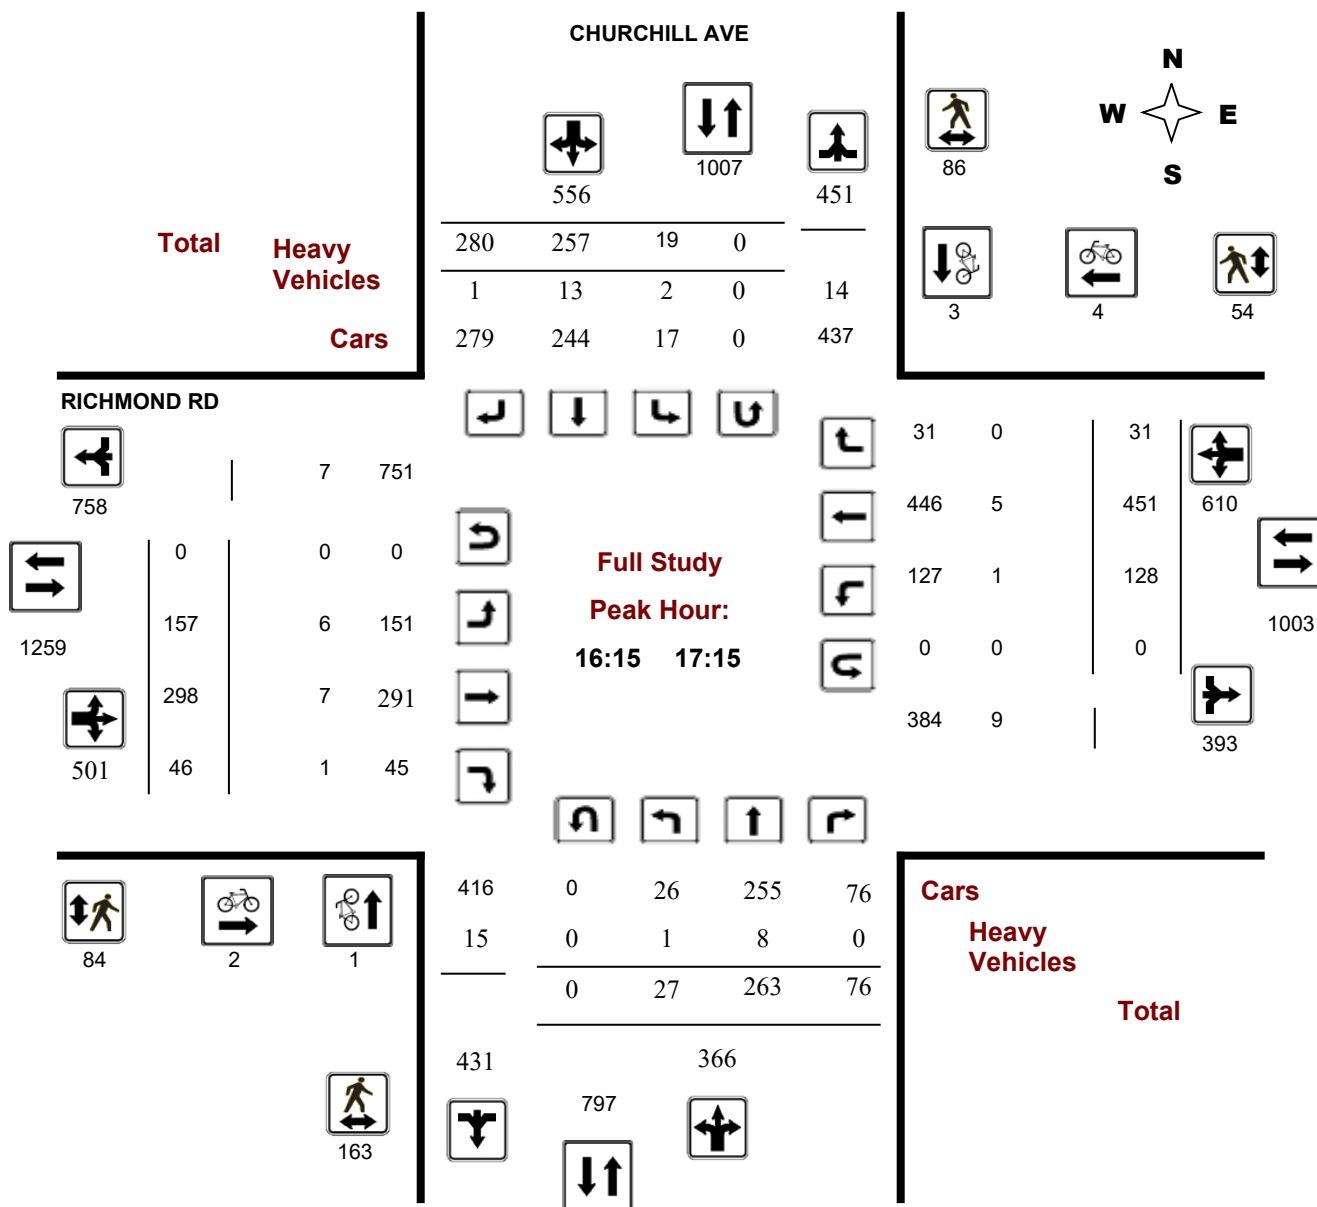 CHURCHILL AVE
N
W E
S
1007
86
556 451
Total Heavy Vehicles
280 257 19 0
1 13 2 0 14
Cars 279 244 17 0 437
3 4 54
RICHMOND RD
31 0 31
7 751
758
446 5 451 610
0 0 0
Full Study
127 1 128
157 6 151
Peak Hour:
1003
1259
16:15 17:15
0 0 0
298 7 291
384 9
393
501 46 1 45
416 0 26 255 76
Cars
15 0 1 8 0
Heavy
Vehicles
84 2 1
0 27 263 76
Total
431 366
797
163